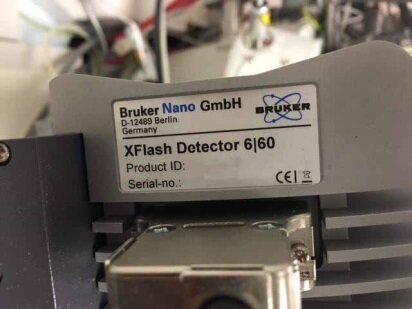 Bruker Nano GmbH
D-12489 Berlin
Germany
BRUKER
XFlash Detector 6|60
Product ID:
Serial-no.:
CE